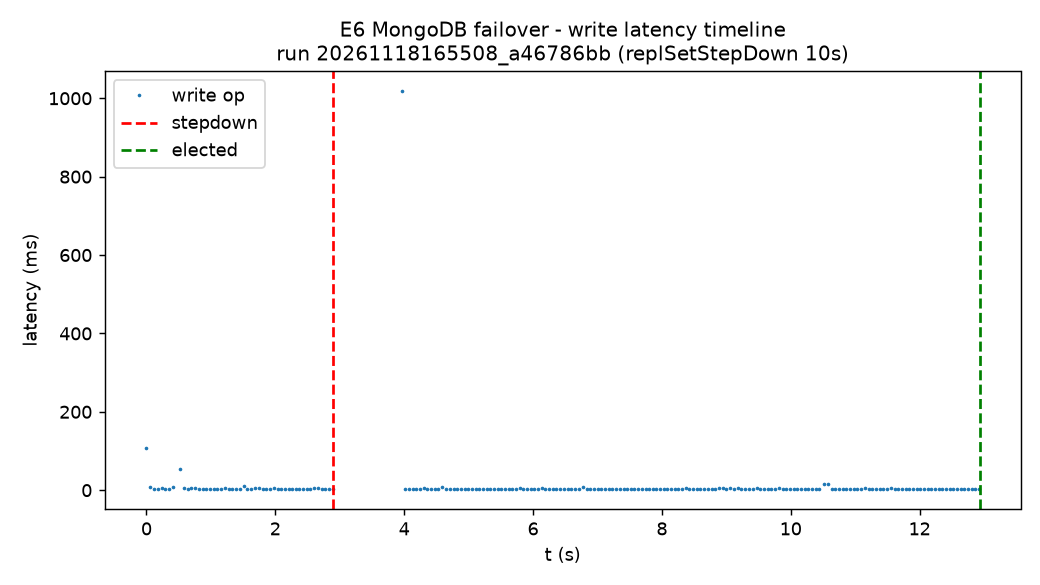 E6 MongoDB failover - write latency timeline
run 20261118165508_a46786bb (replSetStepDown 10s)
write op
stepdown
elected
1000
800
600
400
200
0
latency (ms)
0 2 4 6 8 10 12
t (s)